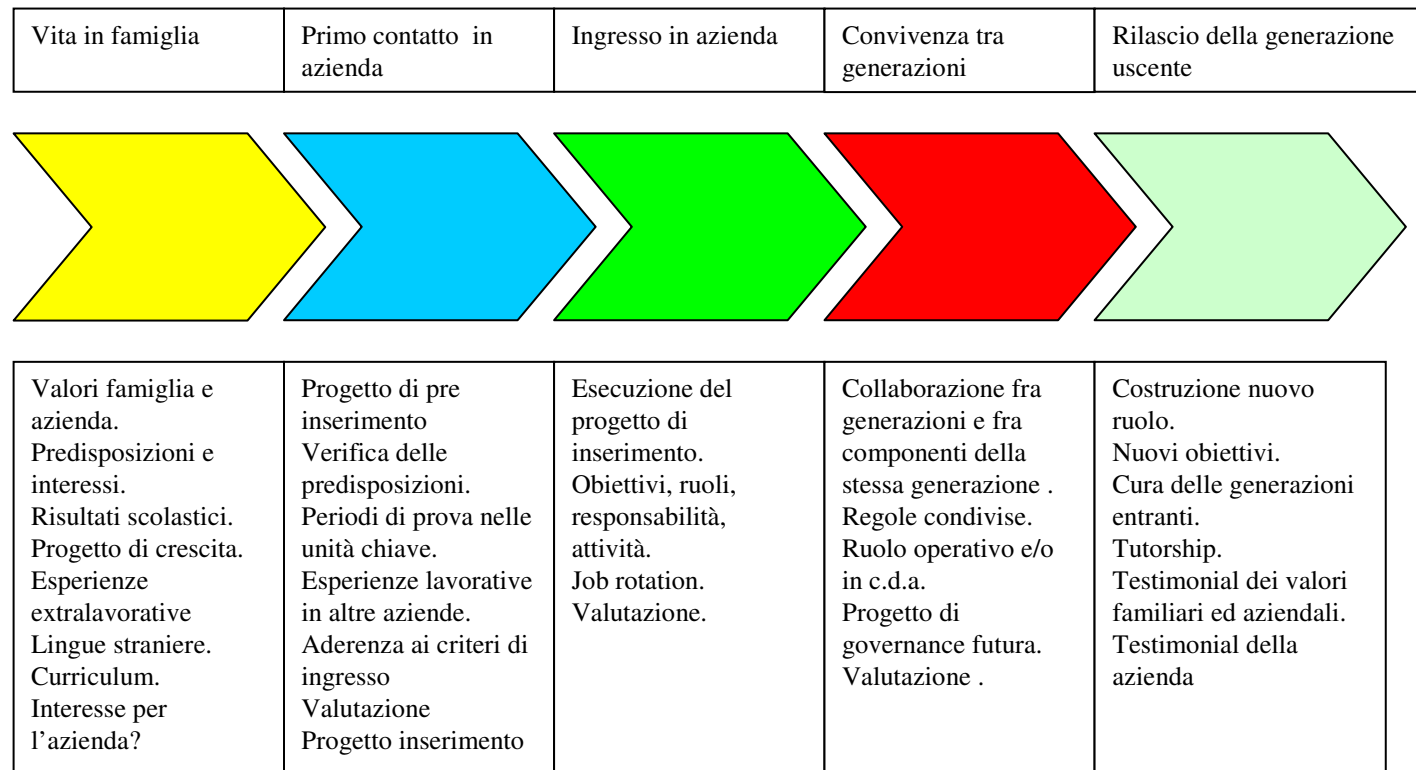 Vita in famiglia
Primo contatto in
azienda
Ingresso in azienda
Convivenza tra
generazioni
Rilascio della generazione
uscente
Valori famiglia e
azienda.
Predisposizioni e
interessi.
Risultati scolastici.
Progetto di crescita.
Esperienze
extralavorative
Lingue straniere.
Curriculum.
Interesse per
l’azienda?
Progetto di pre
inserimento
Verifica delle
predisposizioni.
Periodi di prova nelle
unità chiave.
Esperienze lavorative
in altre aziende.
Aderenza ai criteri di
ingresso
Valutazione
Progetto inserimento
Esecuzione del
progetto di
inserimento.
Obiettivi, ruoli,
responsabilità,
attività.
Job rotation.
Valutazione.
Collaborazione fra
generazioni e fra
componenti della
stessa generazione .
Regole condivise.
Ruolo operativo e/o
in c.d.a.
Progetto di
governance futura.
Valutazione .
Costruzione nuovo
ruolo.
Nuovi obiettivi.
Cura delle generazioni
entranti.
Tutorship.
Testimonial dei valori
familiari ed aziendali.
Testimonial della
azienda